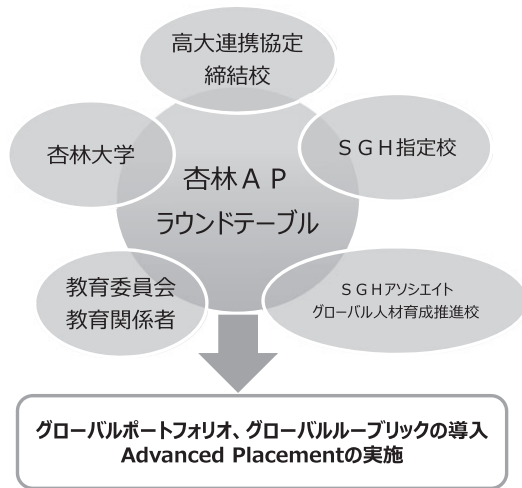 高大連携協定
締結校
杏林大学
SGH指定校
杏林AP
ラウンドテーブル
教育委員会
教育関係者
SGHアソシエイト
グローバル人材育成推進校
グローバルポートフォリオ、グローバルルーブリックの導入
Advanced Placementの実施